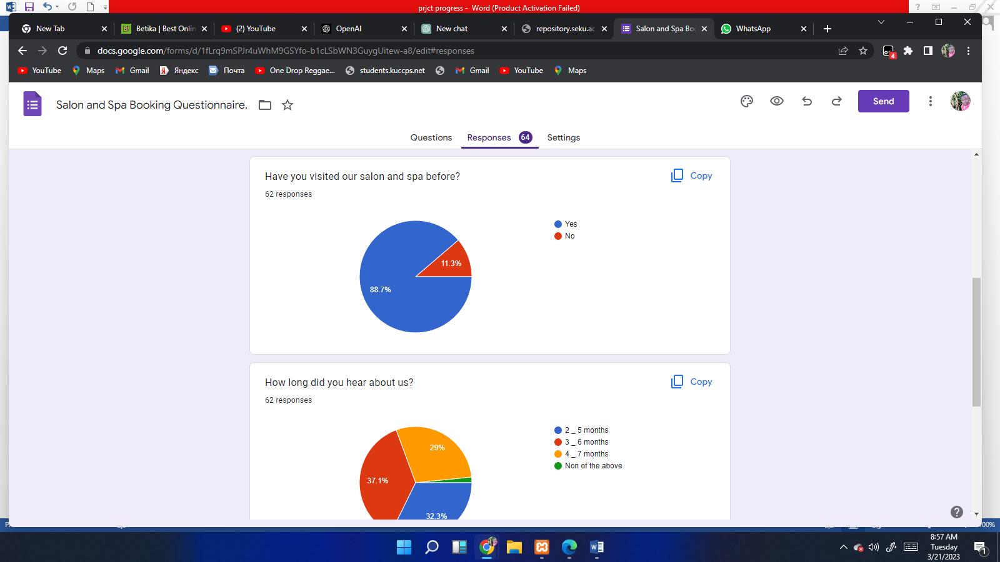 prjct progress - Word (Product Activation Failed)
New Tab
Betika | Best Onlin
(2) YouTube
OpenAI
New chat
repository.seku.ac
Salon and Spa Bo
WhatsApp
docs.google.com/forms/d/1fLrq9mSPJr4uWhM9GSYfo-b1cLSbWN3GuygUitew-a8/edit#responses
4
YouTube
Maps
Gmail
Яндекс
Почта
One Drop Reggae...
students.kuccps.net
Gmail
YouTube
Maps
Salon and Spa Booking Questionnaire.
Send
Questions
Responses 64
Settings
Have you visited our salon and spa before?
Copy
62 responses
Yes
No
11.3%
88.7%
How long did you hear about us?
Copy
62 responses
2 _ 5 months
3 _ 6 months
4 _ 7 months
Non of the above
29%
37.1%
32.3%
8:57 AM
Tuesday
3/21/2023
1